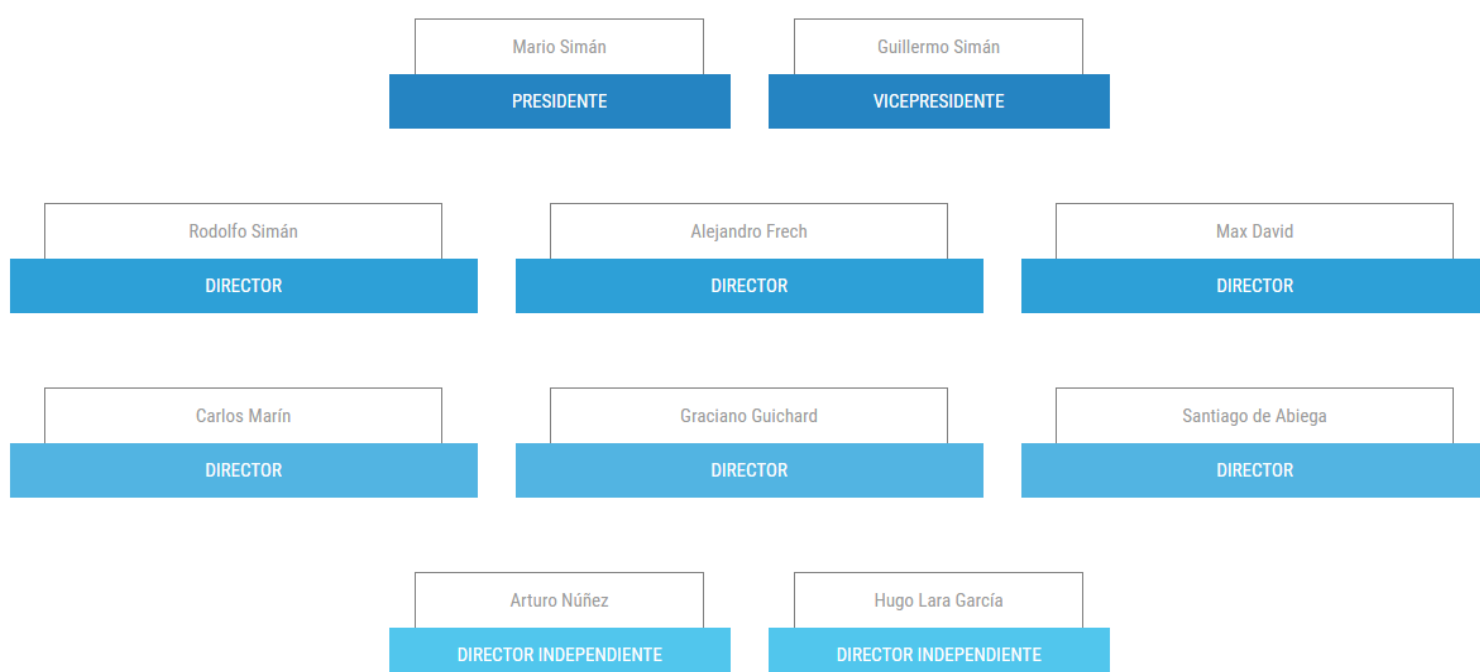 Mario Simán
Guillermo Simán
PRESIDENTE
VICEPRESIDENTE
Rodolfo Simán
Alejandro Frech
Max David
DIRECTOR
DIRECTOR
DIRECTOR
Carlos Marín
Graciano Guichard
Santiago de Abiega
DIRECTOR
DIRECTOR
DIRECTOR
Arturo Núñez
Hugo Lara García
DIRECTOR INDEPENDIENTE
DIRECTOR INDEPENDIENTE